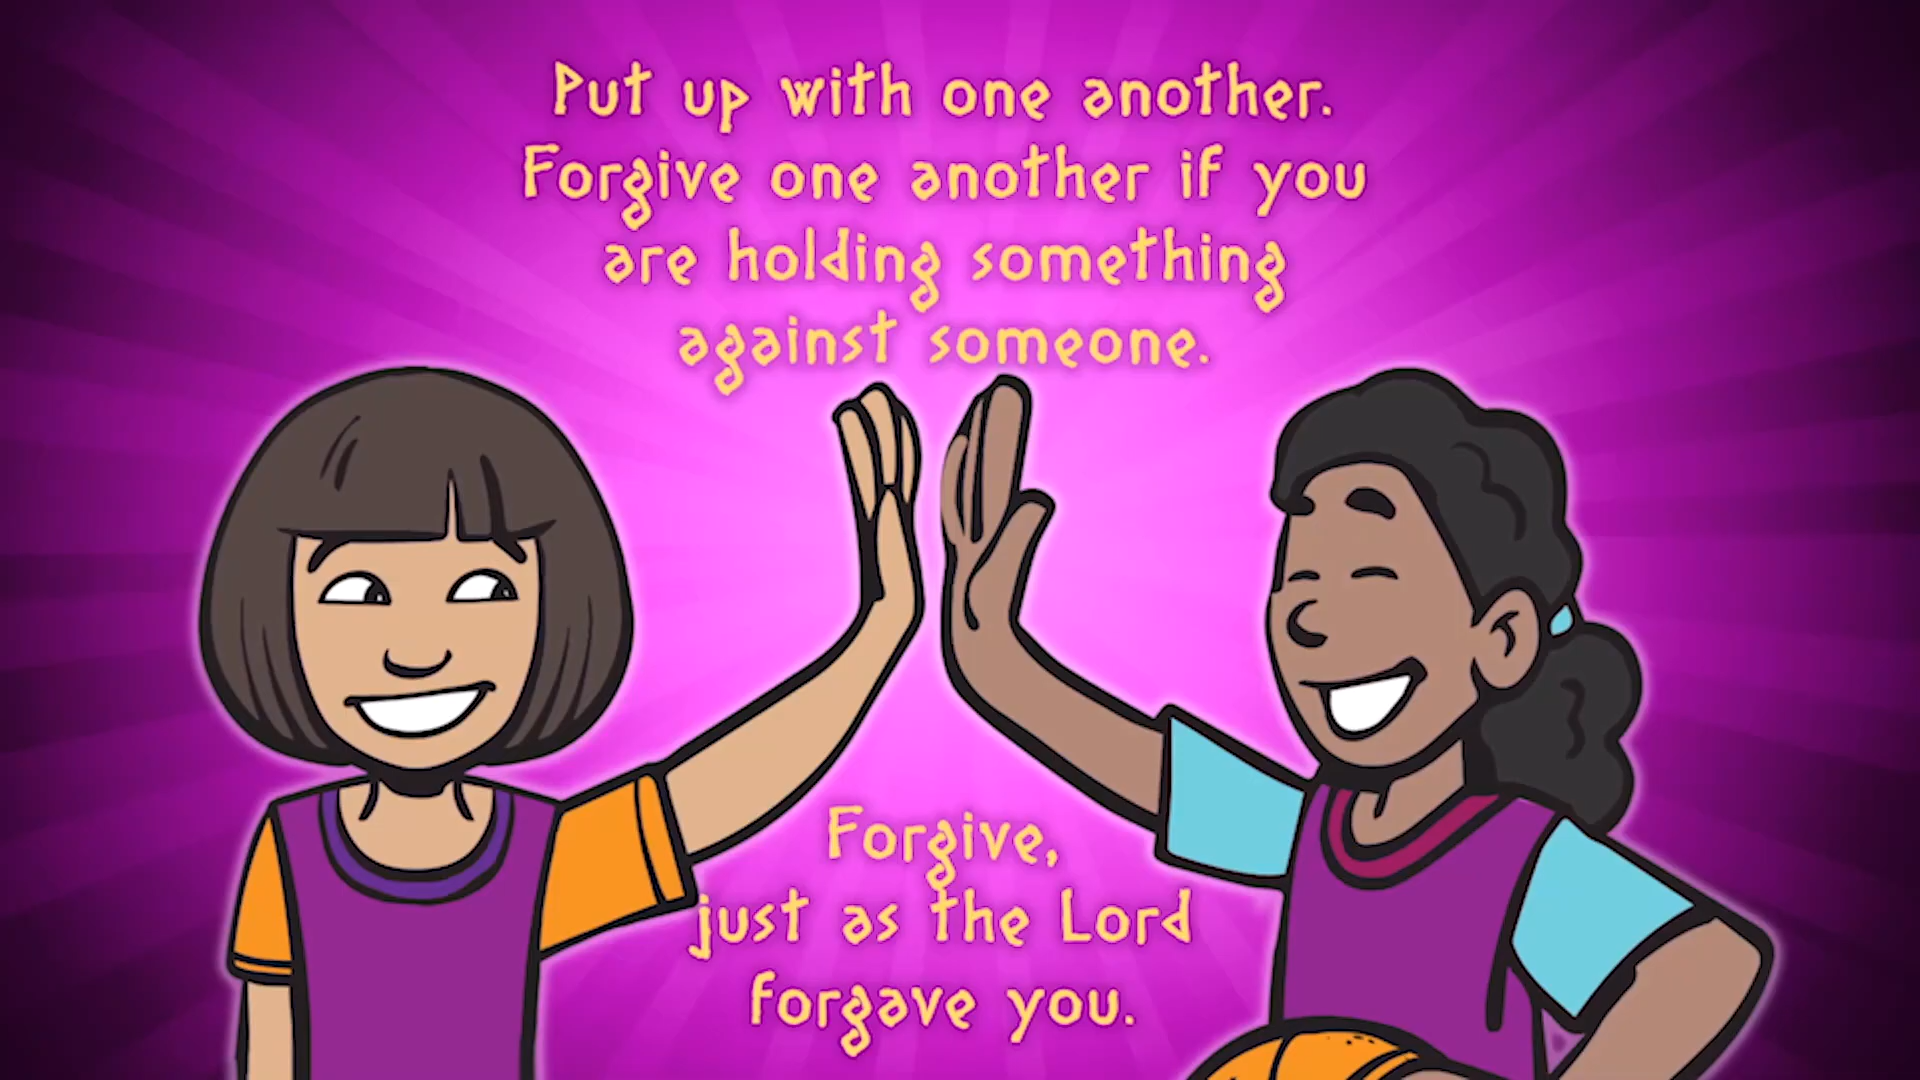 Put up with one another.
Forgive one another if you
are holding something
against someone.
Forgive,
just as the Lord
forgave you.